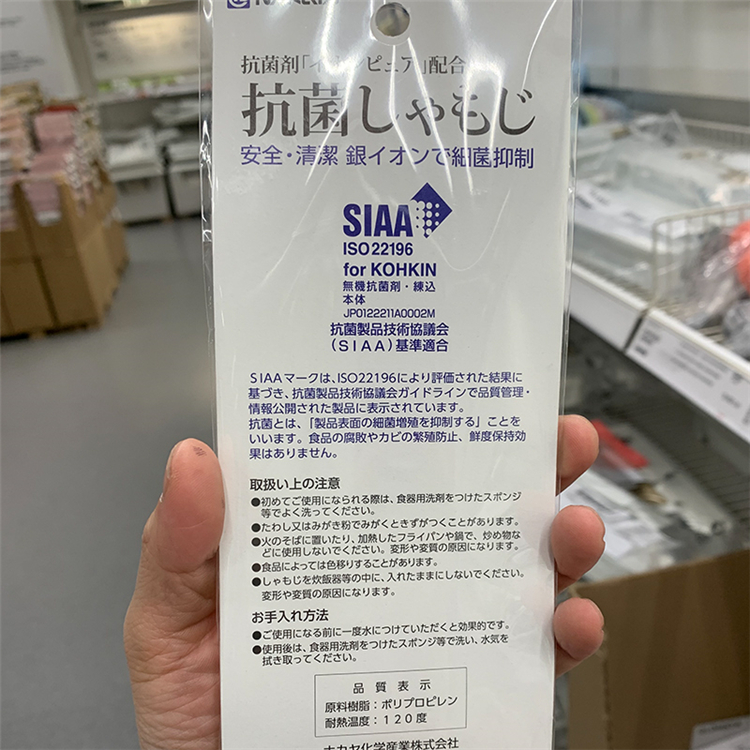 抗菌剤「イオンピュア」配合
抗菌しゃもじ
安全・清潔 銀イオンで細菌抑制
SIAA
ISO 22196
for KOHKIN
無機抗菌剤・練込
本体
JP0122211A0002M
抗菌製品技術協議会
(SIAA)基準適合
SIAAマークは、ISO22196により評価された結果に
基づき、抗菌製品技術協議会ガイドラインで品質管理・
情報公開された製品に表示されています。
抗菌とは、「製品表面の細菌増殖を抑制する」ことを
いいます。食品の腐敗やカビの繁殖防止、鮮度保持効
果はありません。
取扱い上の注意
●初めてご使用になられる際は、食器用洗剤をつけたスポンジ
等でよく洗ってください。
●たわし又はみがき粉でみがくときずがつくことがあります。
●火のそばに置いたり、加熱したフライパンや鍋で、炒め物な
どに使用しないでください。変形や変質の原因になります。
●食品によっては色移りすることがあります。
●しゃもじを炊飯器等の中に、入れたままにしないでください。
変形や変質の原因になります。
お手入れ方法
●ご使用になる前に一度水につけていただくと効果的です。
●使用後は、食器用洗剤をつけたスポンジ等で洗い、水気を
拭き取ってください。
品質表示
原料樹脂：ポリプロピレン
耐熱温度：120度
ナカヤ化学産業株式会社